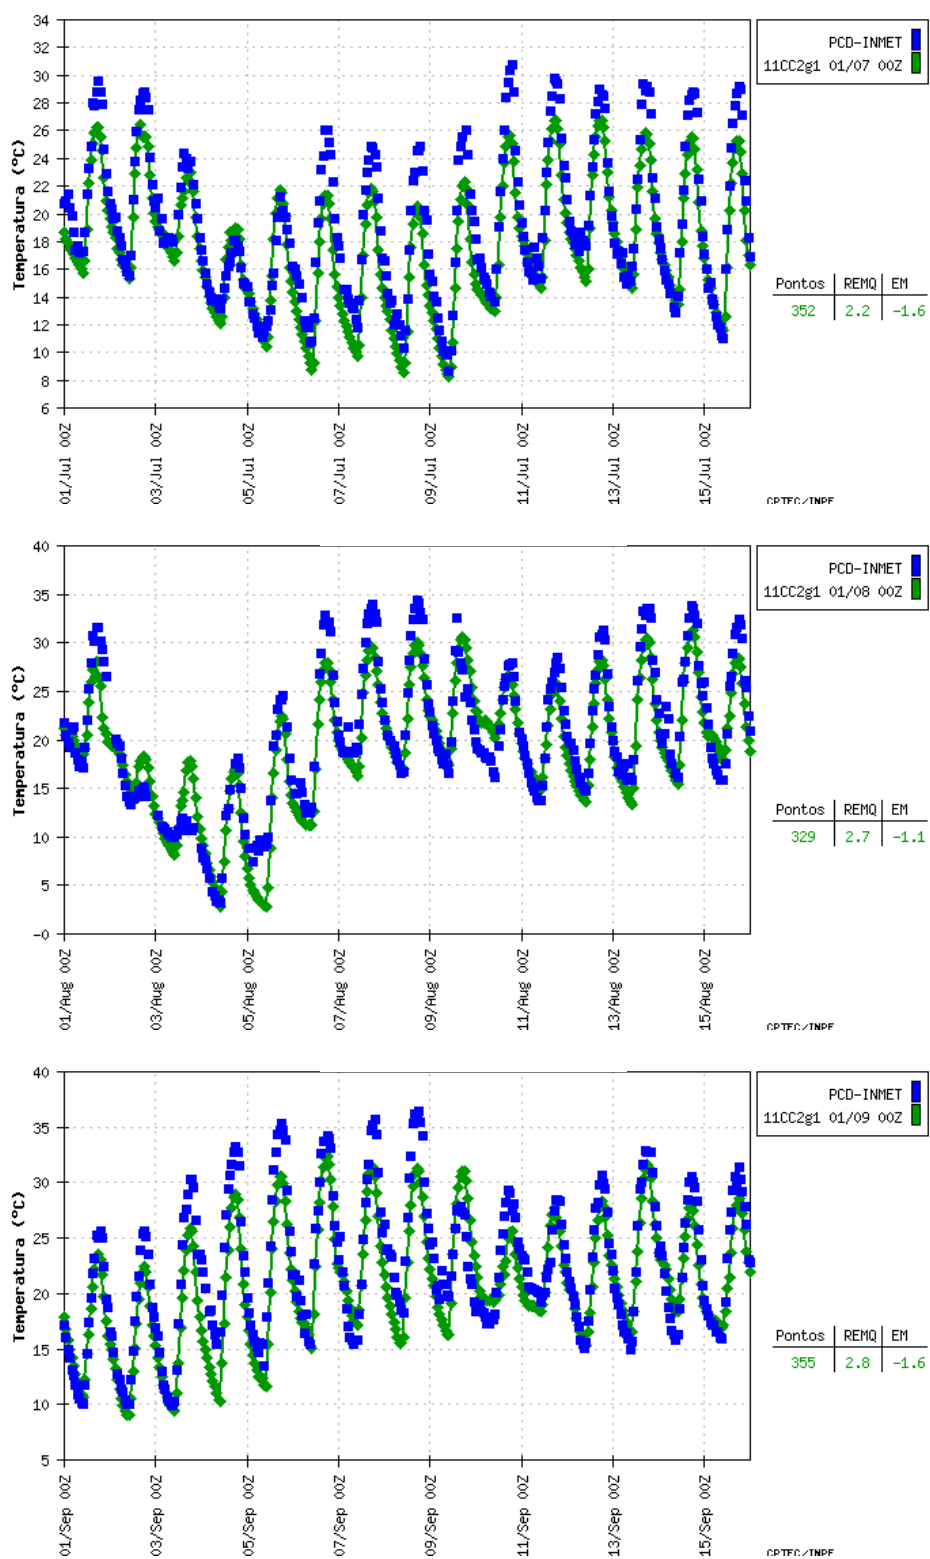 34
32
30
28
26
24
22
20
18
16
14
12
10
8
6
Temperatura (°C)
01/Jul 00Z
03/Jul 00Z
05/Jul 00Z
07/Jul 00Z
09/Jul 00Z
11/Jul 00Z
13/Jul 00Z
15/Jul 00Z
PCD-INMET
11CC2g1 01/07 00Z
Pontos REMQ EM
352 2.2 -1.6
CPTEC/INPE
40
35
30
25
20
15
10
5
-0
Temperatura (°C)
01/Aug 00Z
03/Aug 00Z
05/Aug 00Z
07/Aug 00Z
09/Aug 00Z
11/Aug 00Z
13/Aug 00Z
15/Aug 00Z
PCD-INMET
11CC2g1 01/08 00Z
Pontos REMQ EM
329 2.7 -1.1
CPTEC/INPE
40
35
30
25
20
15
10
5
Temperatura (°C)
01/Sep 00Z
03/Sep 00Z
05/Sep 00Z
07/Sep 00Z
09/Sep 00Z
11/Sep 00Z
13/Sep 00Z
15/Sep 00Z
PCD-INMET
11CC2g1 01/09 00Z
Pontos REMQ EM
355 2.8 -1.6
CPTEC/INPE